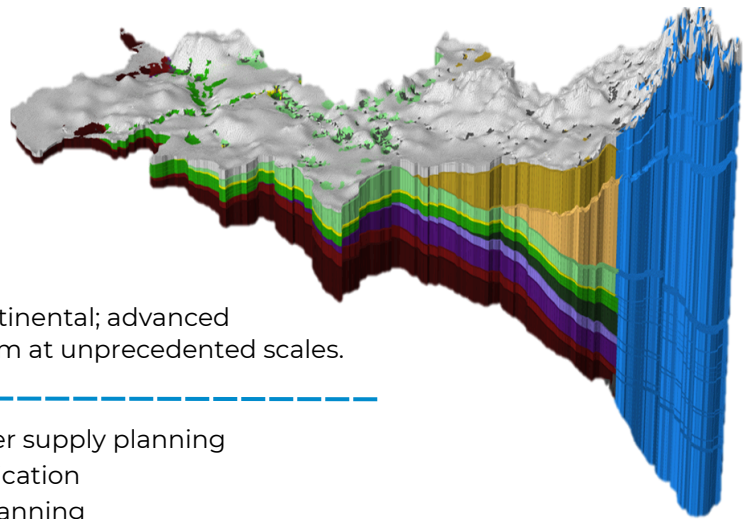 tinental; advanced
m at unprecedented scales.
er supply planning
cation
anning